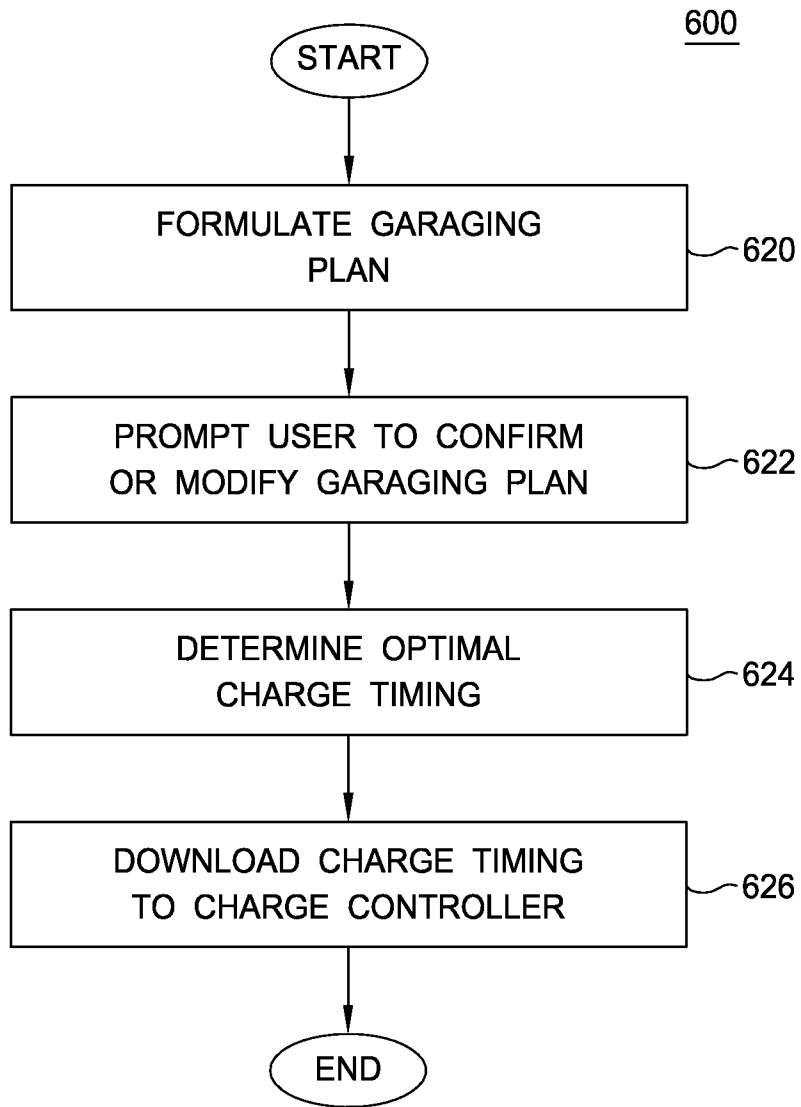 600
START
FORMULATE GARAGING
PLAN
620
PROMPT USER TO CONFIRM
OR MODIFY GARAGING PLAN
622
DETERMINE OPTIMAL
CHARGE TIMING
624
DOWNLOAD CHARGE TIMING
TO CHARGE CONTROLLER
626
END